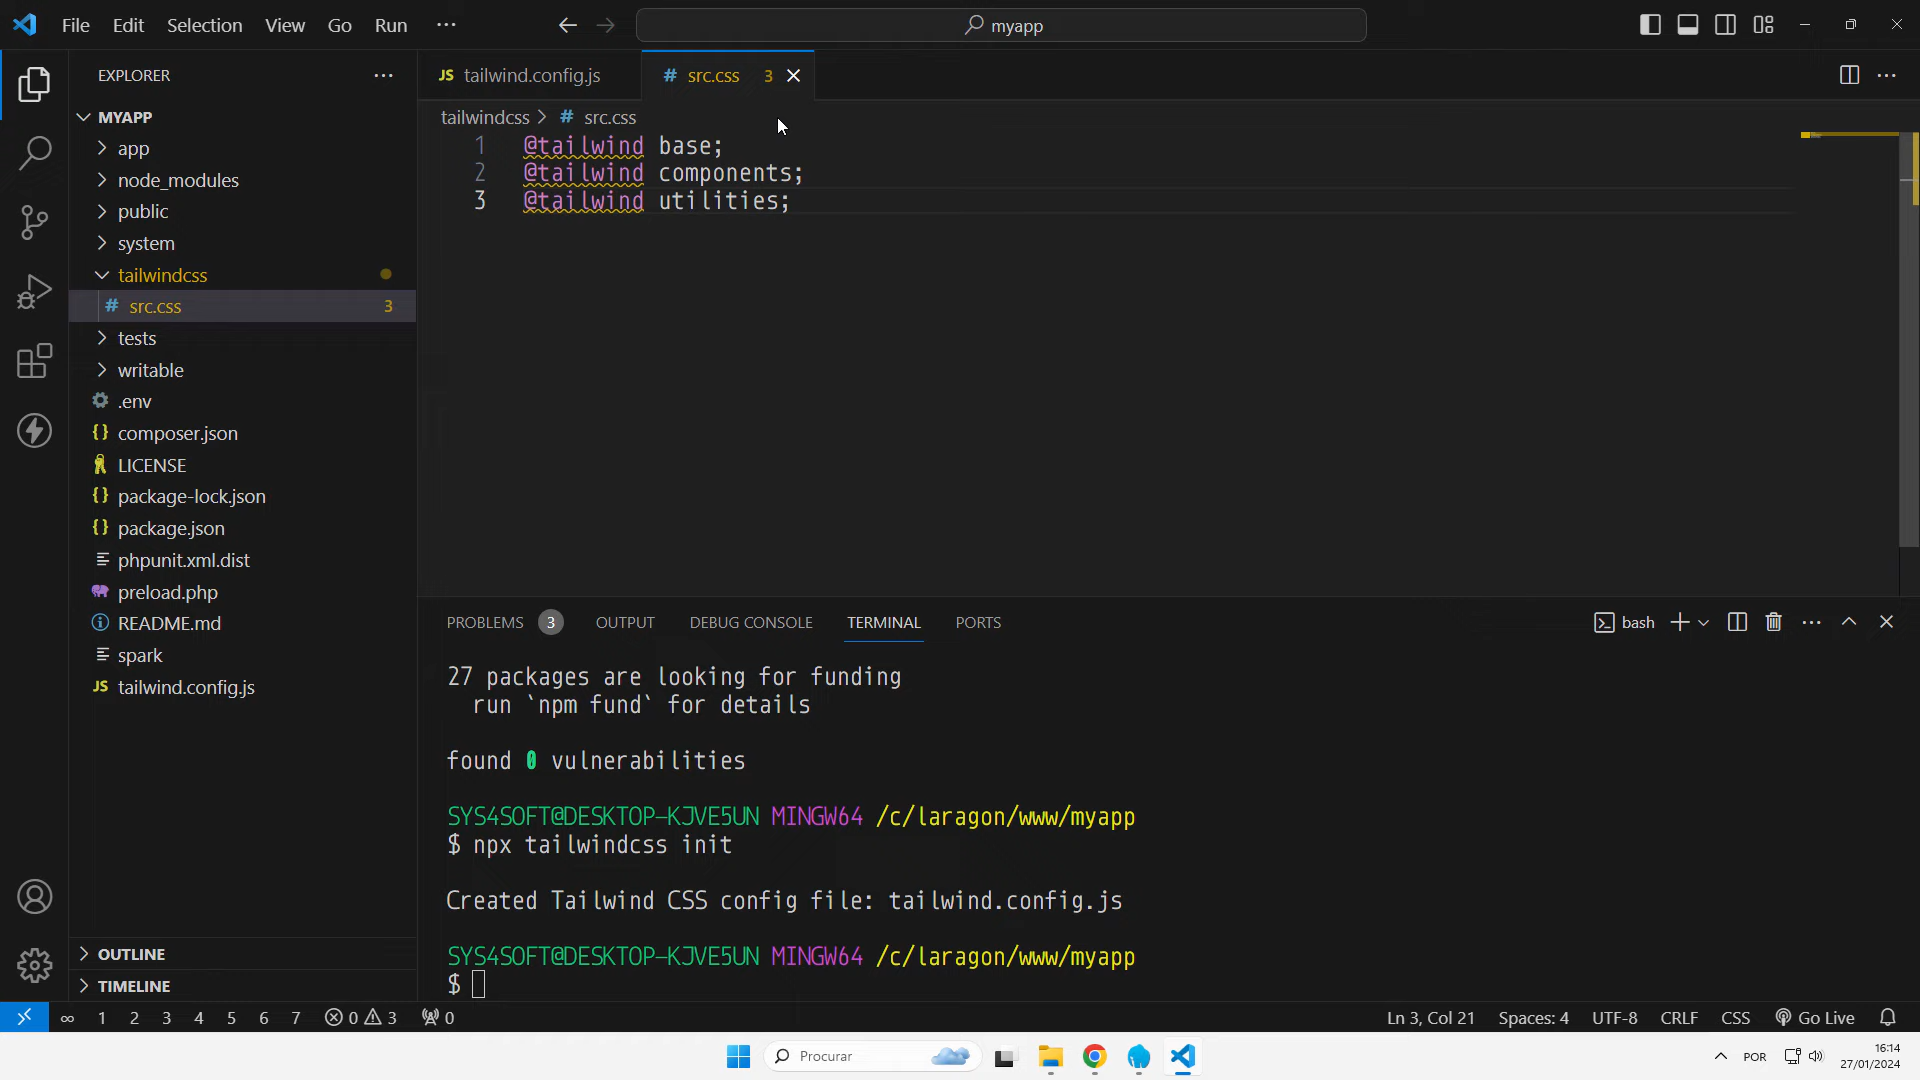 File Edit Selection View Go Run ···
myapp
EXPLORER
MYAPP
app
node_modules
public
system
tailwindcss
src.css 3
tests
writable
.env
composer.json
LICENSE
package-lock.json
package.json
phpunit.xml.dist
preload.php
README.md
spark
tailwind.config.js
OUTLINE
TIMELINE
JS tailwind.config.js
# src.css 3
tailwindcss > # src.css
1 @tailwind base;
2 @tailwind components;
3 @tailwind utilities;
PROBLEMS 3 OUTPUT DEBUG CONSOLE TERMINAL PORTS
bash
27 packages are looking for funding
run `npm fund` for details
found 0 vulnerabilities
SYS4SOFT@DESKTOP-KJVE5UN MINGW64 /c/laragon/www/myapp
$ npx tailwindcss init
Created Tailwind CSS config file: tailwind.config.js
SYS4SOFT@DESKTOP-KJVE5UN MINGW64 /c/laragon/www/myapp
$
∞ 1 2 3 4 5 6 7 0 3 0
Ln 3, Col 21 Spaces: 4 UTF-8 CRLF CSS Go Live
Procurar
POR
16:14
27/01/2024